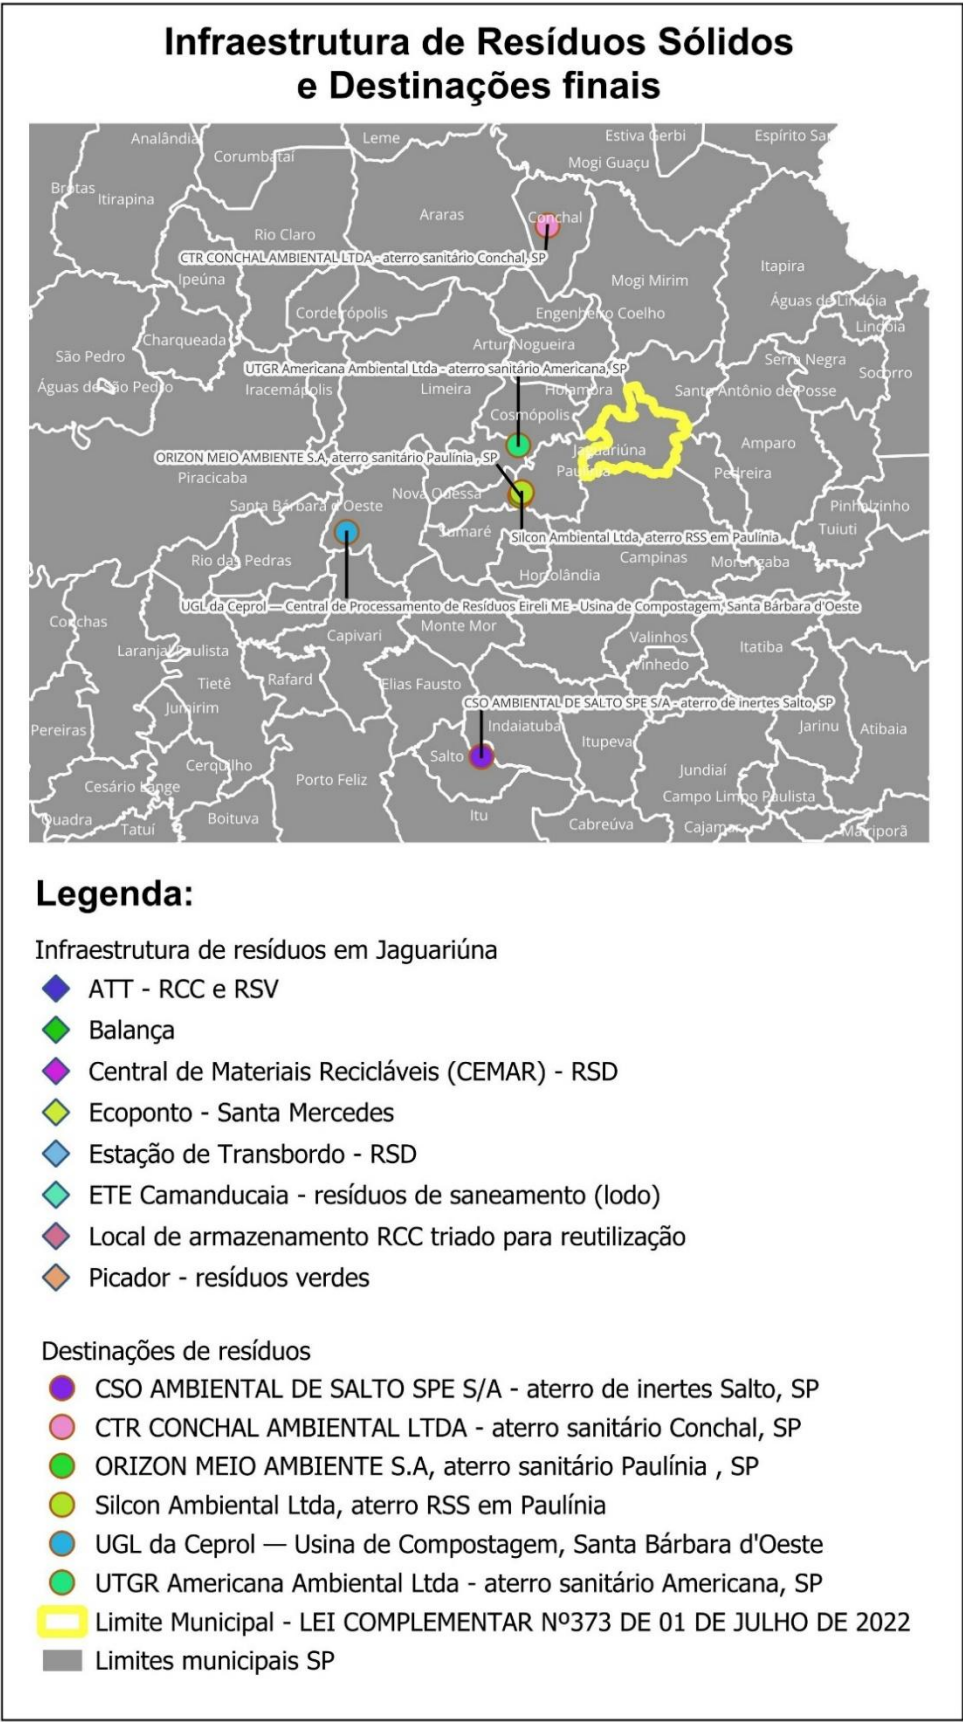 Infraestrutura de Resíduos Sólidos
e Destinações finais
Analândia
Leme
Estiva Gerbi
Espírito Sa
Corumbataí
Mogi Guaçu
Brotas
Itirapina
Araras
Conchal
Rio Claro
CTR CONCHAL AMBIENTAL LTDA - aterro sanitário Conchal, SP
Itapira
Ipeúna
Mogi Mirim
Águas de Lindóia
Cordeirópolis
Engenheiro Coelho
Lindóia
Charqueada
Artur Nogueira
São Pedro
Serra Negra
UTGR Americana Ambiental Ltda - aterro sanitário Americana, SP
Socorro
Águas de São Pedro
Iracemápolis
Limeira
Holambra
Santo Antônio de Posse
Cosmópolis
Amparo
Jaguariúna
ORIZON MEIO AMBIENTE S.A, aterro sanitário Paulínia , SP
Paulínia
Pedreira
Piracicaba
Nova Odessa
Santa Bárbara d'Oeste
Pinhalzinho
Sumaré
Tuiuti
Silcon Ambiental Ltda, aterro RSS em Paulínia
Rio das Pedras
Campinas
Morungaba
Hortolândia
UGL da Ceprol — Central de Processamento de Resíduos Eireli ME - Usina de Compostagem, Santa Bárbara d'Oeste
Conchas
Monte Mor
Capivari
Valinhos
Itatiba
Laranjal Paulista
Vinhedo
Tietê
Rafard
Elias Fausto
CSO AMBIENTAL DE SALTO SPE S/A - aterro de inertes Salto, SP
Jumirim
Indaiatuba
Jarinu
Atibaia
Pereiras
Itupeva
Salto
Cerquilho
Jundiaí
Porto Feliz
Cesário Lange
Campo Limpo Paulista
Itu
Quadra
Tatuí
Boituva
Cabreúva
Cajamar
Mairiporã
Legenda:
Infraestrutura de resíduos em Jaguariúna
ATT - RCC e RSV
Balança
Central de Materiais Recicláveis (CEMAR) - RSD
Ecoponto - Santa Mercedes
Estação de Transbordo - RSD
ETE Camanducaia - resíduos de saneamento (lodo)
Local de armazenamento RCC triado para reutilização
Picador - resíduos verdes
Destinações de resíduos
CSO AMBIENTAL DE SALTO SPE S/A - aterro de inertes Salto, SP
CTR CONCHAL AMBIENTAL LTDA - aterro sanitário Conchal, SP
ORIZON MEIO AMBIENTE S.A, aterro sanitário Paulínia , SP
Silcon Ambiental Ltda, aterro RSS em Paulínia
UGL da Ceprol — Usina de Compostagem, Santa Bárbara d'Oeste
UTGR Americana Ambiental Ltda - aterro sanitário Americana, SP
Limite Municipal - LEI COMPLEMENTAR Nº373 DE 01 DE JULHO DE 2022
Limites municipais SP